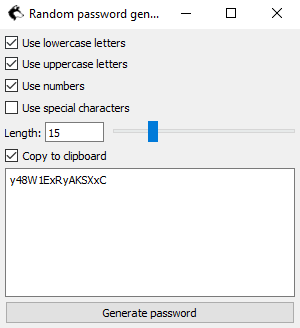 Random password gen...
Use lowercase letters
Use uppercase letters
Use numbers
Use special characters
Length: 15
Copy to clipboard
y48W1ExRyAKSXxC
Generate password